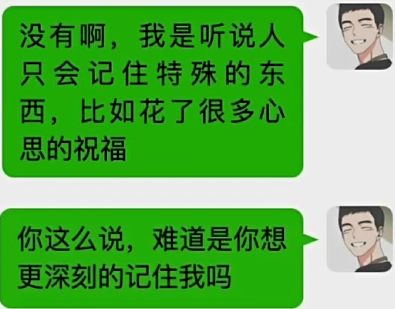 没有啊，我是听说人
只会记住特殊的东
西，比如花了很多心
思的祝福
你这么说，难道是你想
更深刻的记住我吗